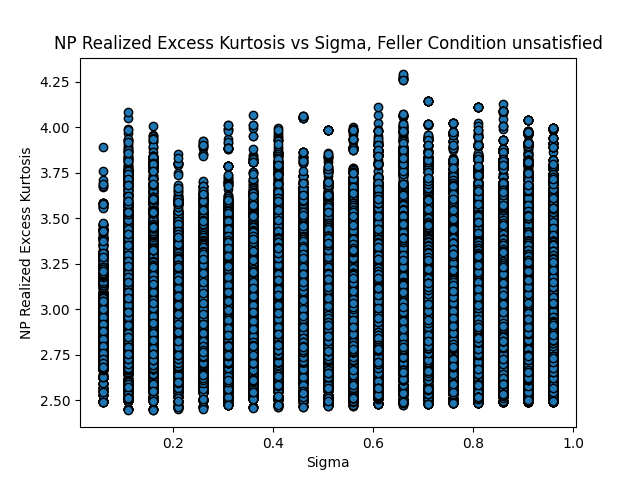 NP Realized Excess Kurtosis vs Sigma, Feller Condition unsatisfied
4.25
4.00
3.75
3.50
3.25
3.00
2.75
2.50
NP Realized Excess Kurtosis
0.2 0.4 0.6 0.8 1.0
Sigma